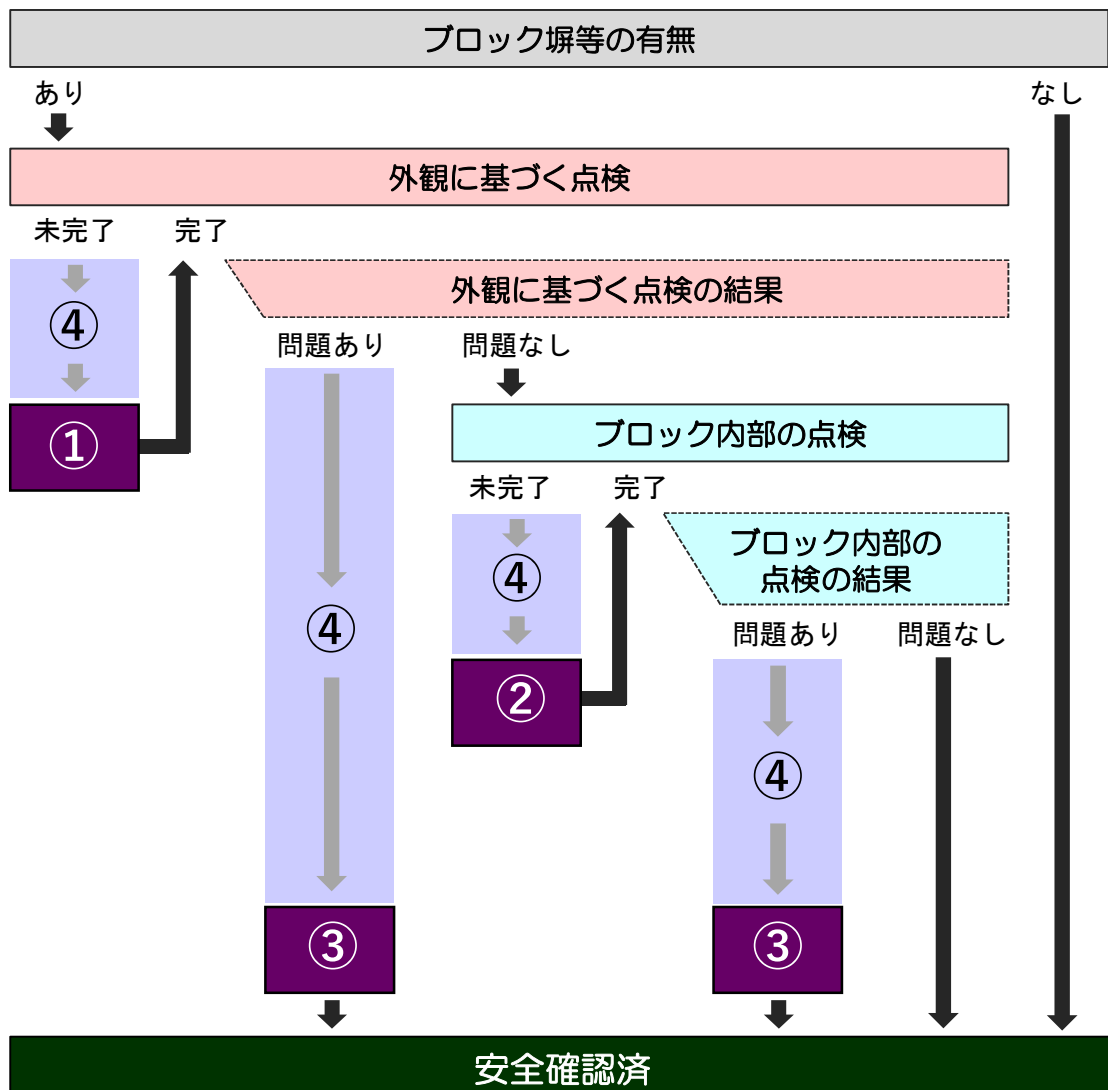 ブロック塀等の有無
あり
なし
外観に基づく点検
未完了
完了
④
外観に基づく点検の結果
①
問題あり
問題なし
ブロック内部の点検
未完了
完了
④
ブロック内部の
点検の結果
④
問題あり
問題なし
②
④
③
③
安全確認済